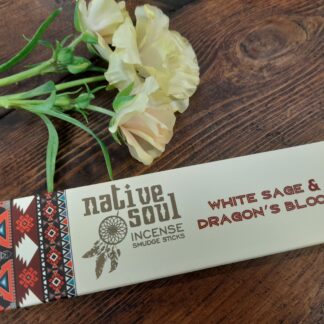 native
soul
INCENSE
SMUDGE STICKS
WHITE SAGE &
DRAGON'S BLOO